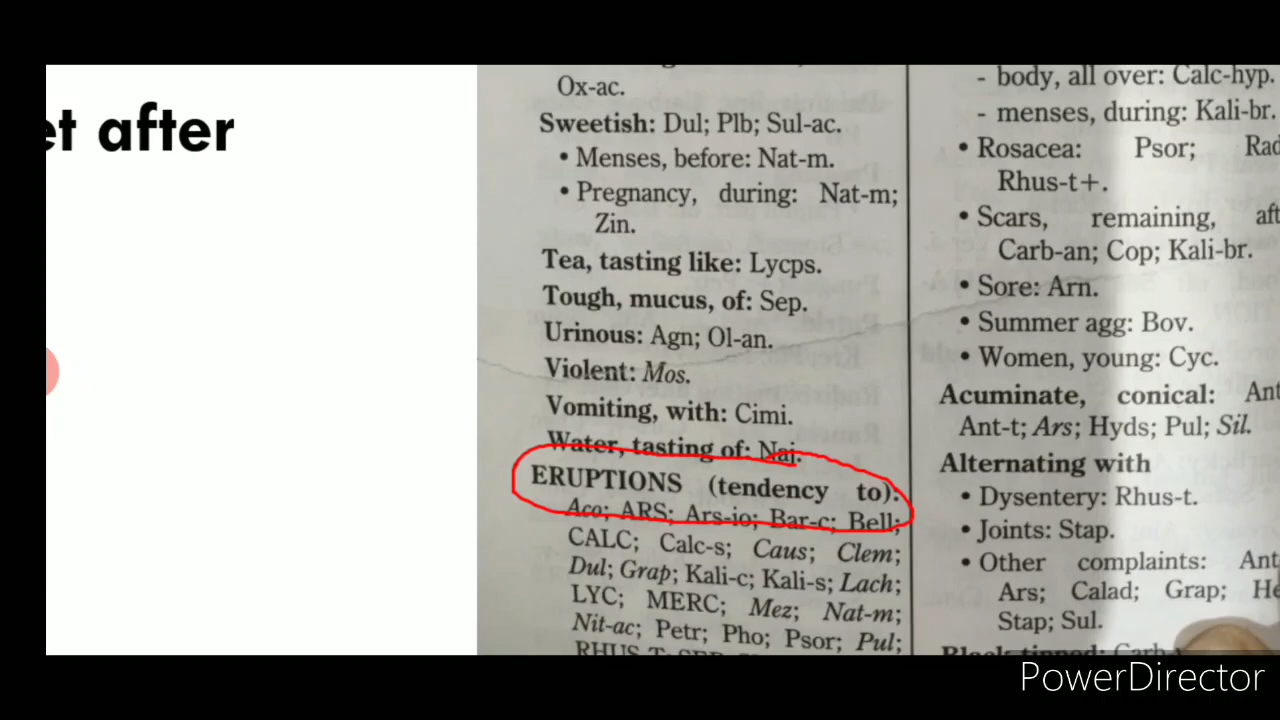 et after
Ox-ac.
Sweetish: Dul; Plb; Sul-ac.
• Menses, before: Nat-m.
• Pregnancy, during: Nat-m;
Zin.
Tea, tasting like: Lycps.
Tough, mucus, of: Sep.
Urinous: Agn; Ol-an.
Violent: Mos.
Vomiting, with: Cimi.
Water, tasting of: Naj.
ERUPTIONS (tendency to):
Aco; ARS; Ars-io; Bar-c; Bell;
CALC; Calc-s; Caus; Clem;
Dul; Grap; Kali-c; Kali-s; Lach;
LYC; MERC; Mez; Nat-m;
Nit-ac; Petr; Pho; Psor; Pul;
- body, all over: Calc-hyp.
- menses, during: Kali-br.
• Rosacea: Psor; Rad
Rhus-t+.
• Scars, remaining, aft
Carb-an; Cop; Kali-br.
• Sore: Arn.
• Summer agg: Bov.
• Women, young: Cyc.
Acuminate, conical: Ant
Ant-t; Ars; Hyds; Pul; Sil.
Alternating with
• Dysentery: Rhus-t.
• Joints: Stap.
• Other complaints: Ant
Ars; Calad; Grap; He
Stap; Sul.
PowerDirector